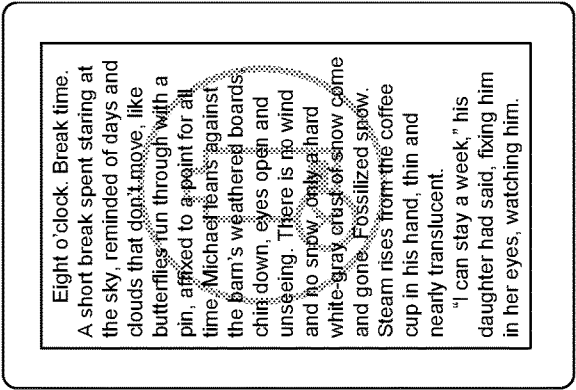 Eight o'clock. Break time.
A short break spent staring at
the sky, reminded of days and
clouds that don't move, like
butterflies run through with a
pin, affixed to a point for all
time. Michael leans against
the barn's weathered boards:
chin down, eyes open and
unseeing. There is no wind
and no snow, only a hard
white-gray crust of snow come
and gone. Fossilized snow.
Steam rises from the coffee
cup in his hand, thin and
nearly translucent.
"I can stay a week," his
daughter had said, fixing him
in her eyes, watching him.